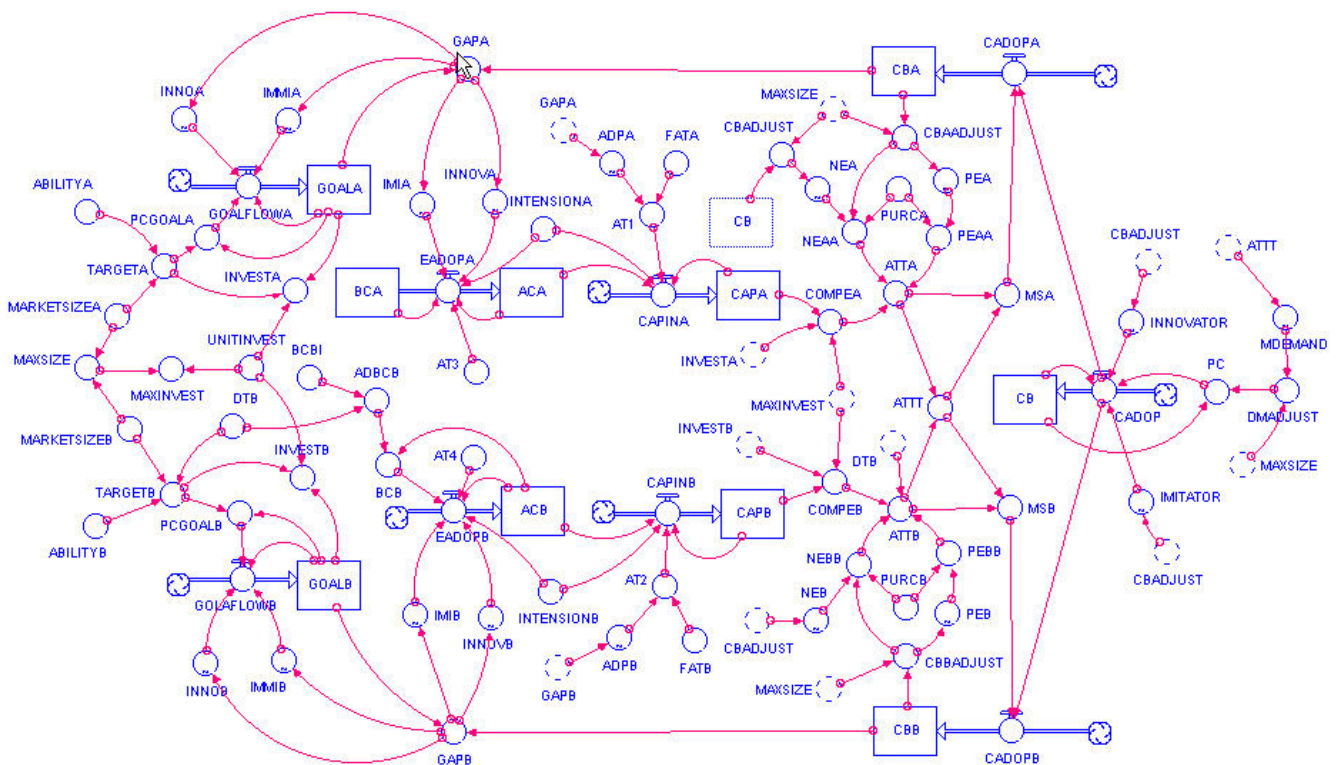 GAPA
CADOPA
CBA
INNOA
IMMIA
MAXSIZE
GAPA
CBADJUST
CBAADJUST
ADPA
FATA
NEA
PEA
ABILITYA
GOALA
IMIA
INNOVA
PCGOALA
INTENSIONA
PURCA
GOALFLOWA
AT1
CB
NEAA
PEAA
CBADJUST
ATTT
EADOPA
TARGETA
INVESTA
ATTA
BCA
ACA
CAPA
COMPEA
MSA
MARKETSIZEA
CAPINA
INNOVATOR
UNITINVEST
MDEMAND
MAXSIZE
BCBI
AT3
INVESTA
ADBCB
PC
MAXINVEST
DTB
MAXINVEST
ATTT
CB
CADOP
DMADJUST
MARKETSIZEB
INVESTB
INVESTB
AT4
DTB
MAXSIZE
TARGETB
BCB
CAPINB
IMITATOR
PCGOALB
ACB
CAPB
COMPEB
MSB
EADOPB
ATTB
ABILITYB
PEBB
GOALB
NEBB
CBADJUST
AT2
GOLAFLOWB
NEB
PURCB
IMIB
INTENSIONB
PEB
INNOVB
CBADJUST
ADPB
FATB
CBBADJUST
INNOB
IMMIB
GAPB
MAXSIZE
CBB
GAPB
CADOPB